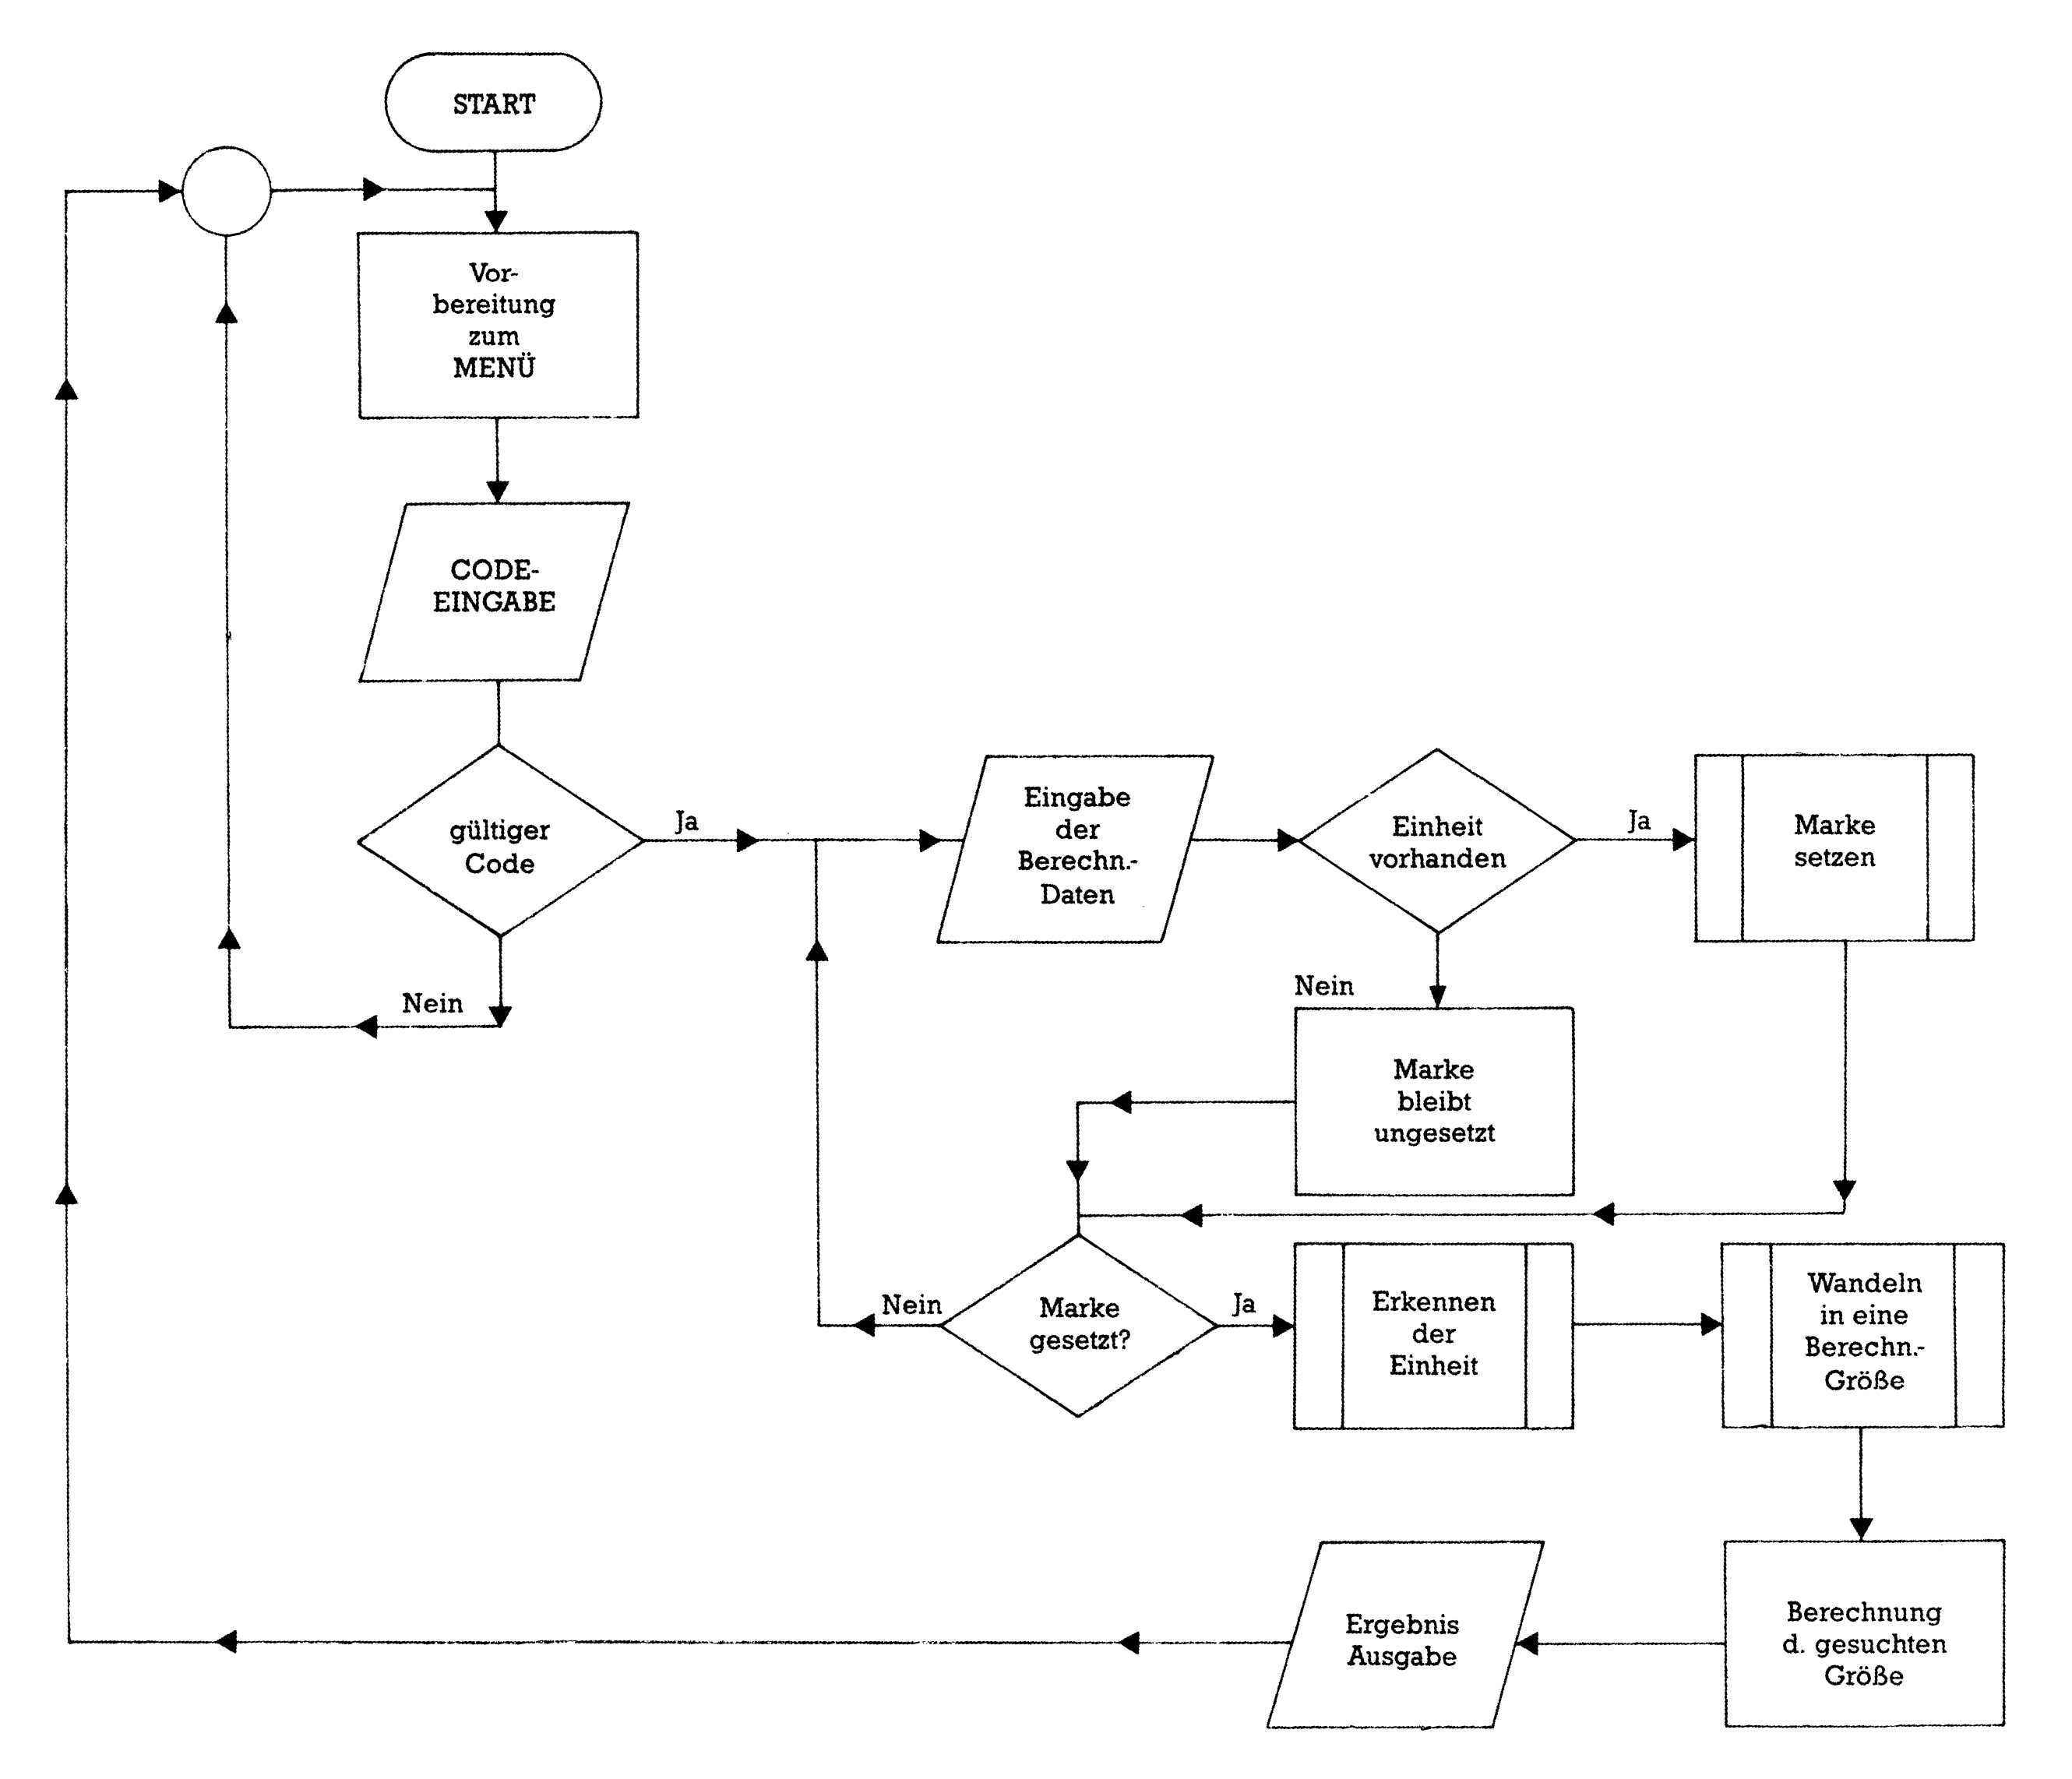 START
Vor-
bereitung
zum
MENÜ
CODE-
EINGABE
gültiger
Code
Ja
Nein
Eingabe
der
Berechn.-
Daten
Einheit
vorhanden
Ja
Marke
setzen
Nein
Marke
bleibt
ungesetzt
Nein
Marke
gesetzt?
Ja
Erkennen
der
Einheit
Wandeln
in eine
Berechn.-
Größe
Berechnung
d. gesuchten
Größe
Ergebnis
Ausgabe